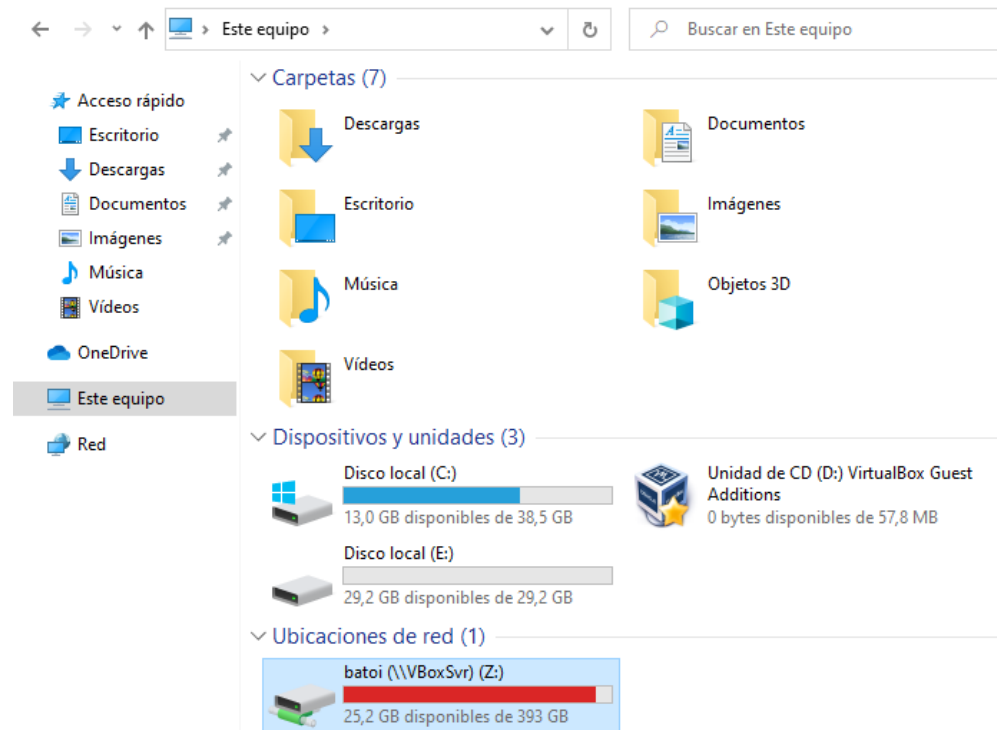 Este equipo
Buscar en Este equipo
Acceso rápido
Escritorio
Descargas
Documentos
Imágenes
Música
Vídeos
OneDrive
Este equipo
Red
Carpetas (7)
Descargas
Documentos
Escritorio
Imágenes
Música
Objetos 3D
Vídeos
Dispositivos y unidades (3)
Disco local (C:)
13,0 GB disponibles de 38,5 GB
Unidad de CD (D:) VirtualBox Guest
Additions
0 bytes disponibles de 57,8 MB
Disco local (E:)
29,2 GB disponibles de 29,2 GB
Ubicaciones de red (1)
batoi (\\VBoxSvr) (Z:)
25,2 GB disponibles de 393 GB